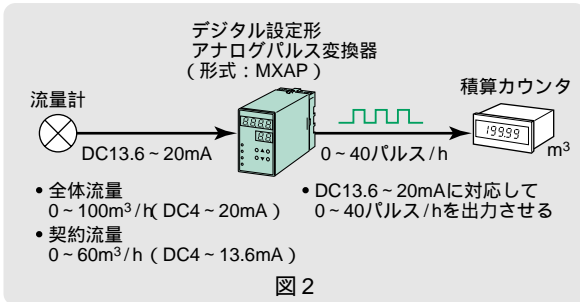 デジタル設定形
アナログパルス変換器
(形式：MXAP)
積算カウンタ
流量計
8888
88
199.99
DC13.6～20mA
0～40パルス/h
m³
• 全体流量
0～100m³/h(DC4～20mA)
• 契約流量
0～60m³/h(DC4～13.6mA)
• DC13.6～20mAに対応して
0～40パルス/hを出力させる
図2